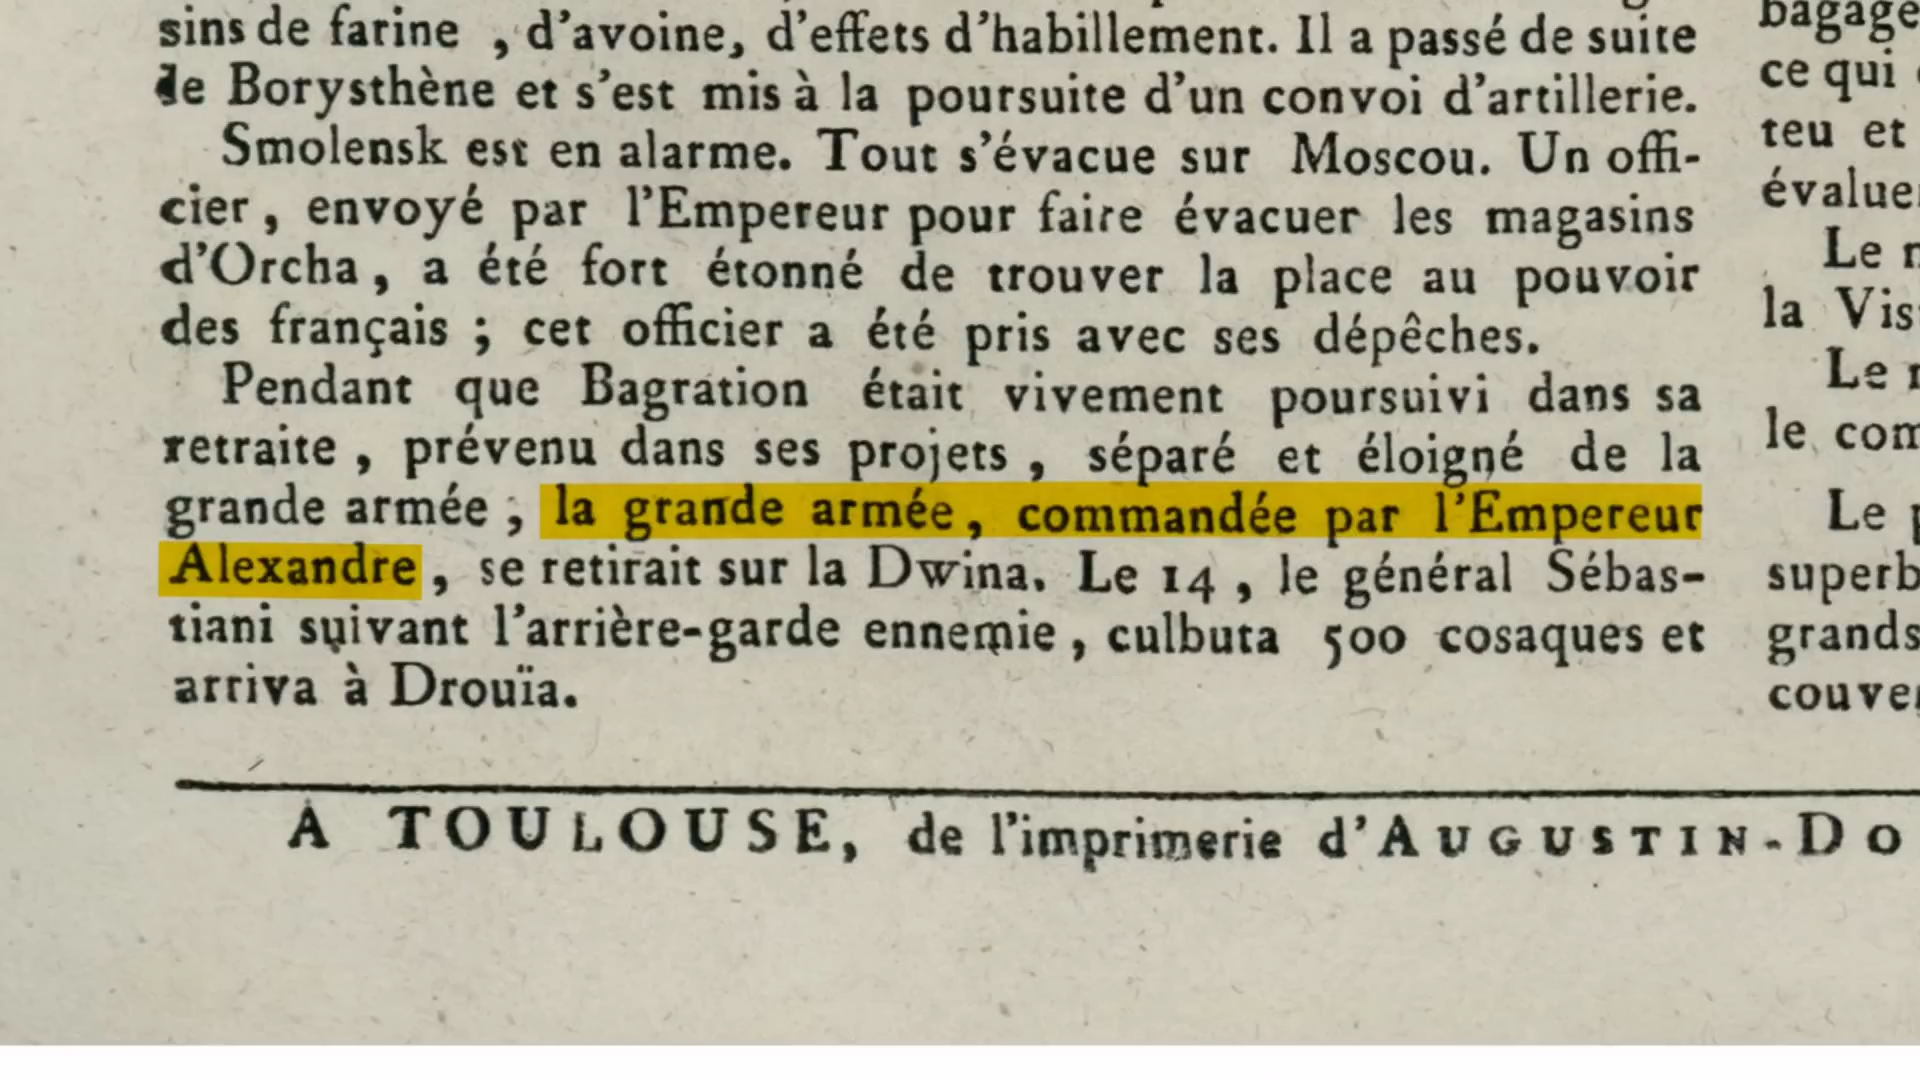 sins de farine , d'avoine, d'effets d'habillement. Il a passé de suite
le Borysthène et s'est mis à la poursuite d'un convoi d'artillerie.
Smolensk est en alarme. Tout s'évacue sur Moscou. Un offi-
cier, envoyé par l'Empereur pour faire évacuer les magasins
d'Orcha, a été fort étonné de trouver la place au pouvoir
des français ; cet officier a été pris avec ses dépêches.
Pendant que Bagration était vivement poursuivi dans sa
retraite , prévenu dans ses projets , séparé et éloigné de la
grande armée ; la grande armée, commandée par l'Empereur
Alexandre, se retirait sur la Dwina. Le 14 , le général Sébas-
tiani suivant l'arrière-garde ennemie , culbuta 500 cosaques et
arriva à Drouïa.
bagage
ce qui
teu et
évalue
Le
la Vis
Le
le com
Le
superb
grands
couve
A TOULOUSE, de l'imprimerie d'AUGUSTIN-DO